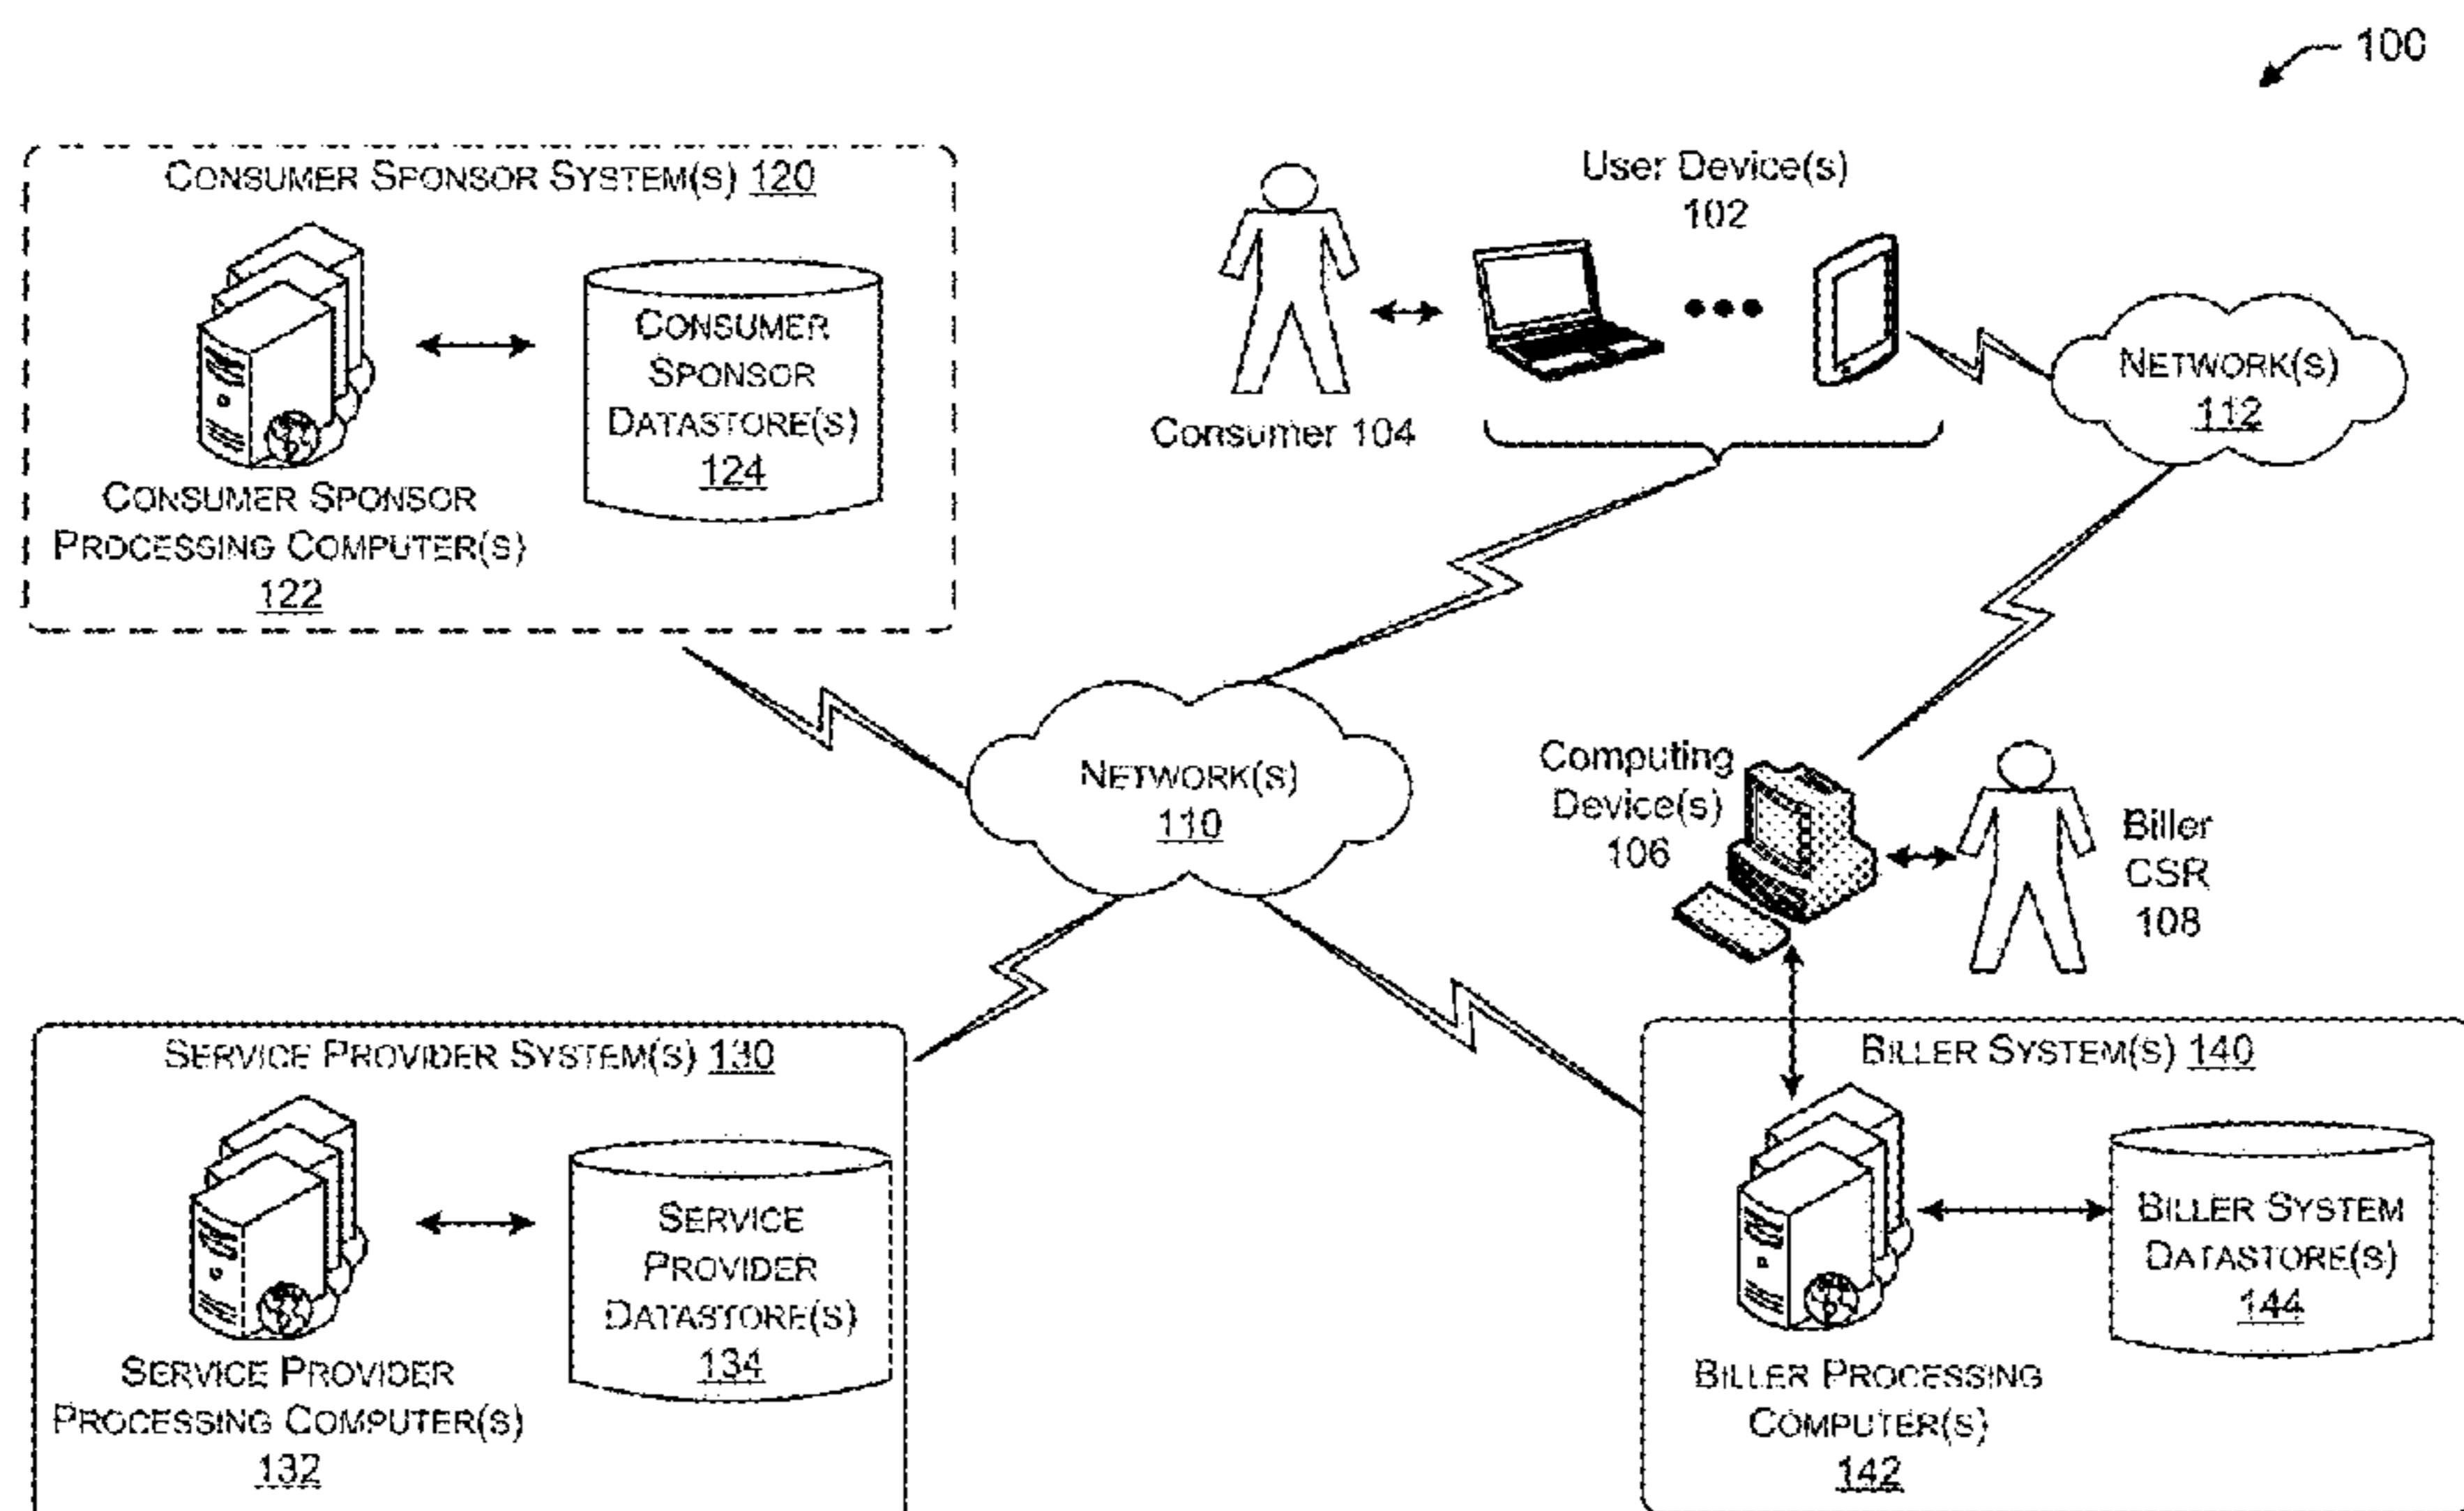 100
CONSUMER SPONSOR SYSTEM(S) 120
CONSUMER
SPONSOR
DATASTORE(S)
124
CONSUMER SPONSOR
PROCESSING COMPUTER(S)
122
User Device(s)
102
Consumer 104
NETWORK(S)
112
NETWORK(S)
110
Computing
Device(s)
106
Biller
CSR
108
SERVICE PROVIDER SYSTEM(S) 130
SERVICE
PROVIDER
DATASTORE(S)
134
SERVICE PROVIDER
PROCESSING COMPUTER(S)
132
BILLER SYSTEM(S) 140
BILLER SYSTEM
DATASTORE(S)
144
BILLER PROCESSING
COMPUTER(S)
142